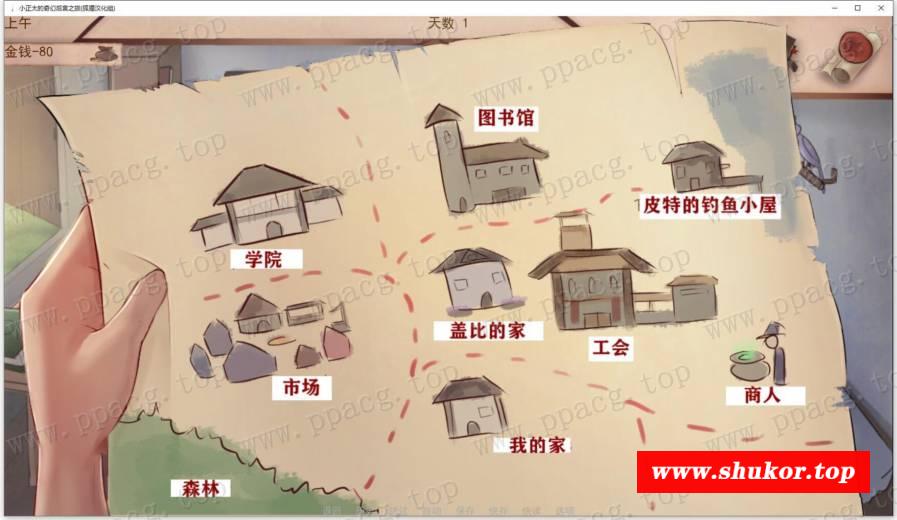 小正太的奇幻后宫之旅(狐狸汉化组)
上午
天数 1
金钱-80
图书馆
皮特的钓鱼小屋
学院
盖比的家
工会
市场
商人
我的家
森林
www.shukor.top
www.ppacg.top